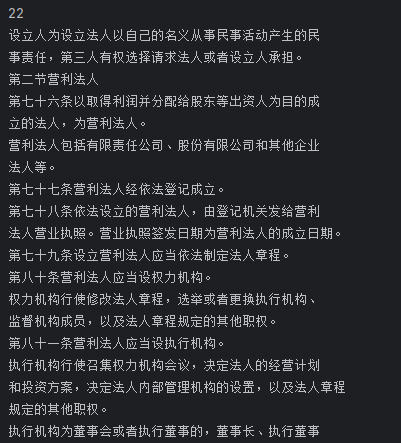 22
设立人为设立法人以自己的名义从事民事活动产生的民
事责任，第三人有权选择请求法人或者设立人承担。
第二节营利法人
第七十六条以取得利润并分配给股东等出资人为目的成
立的法人，为营利法人。
营利法人包括有限责任公司、股份有限公司和其他企业
法人等。
第七十七条营利法人经依法登记成立。
第七十八条依法设立的营利法人，由登记机关发给营利
法人营业执照。营业执照签发日期为营利法人的成立日期。
第七十九条设立营利法人应当依法制定法人章程。
第八十条营利法人应当设权力机构。
权力机构行使修改法人章程，选举或者更换执行机构、
监督机构成员，以及法人章程规定的其他职权。
第八十一条营利法人应当设执行机构。
执行机构行使召集权力机构会议，决定法人的经营计划
和投资方案，决定法人内部管理机构的设置，以及法人章程
规定的其他职权。
执行机构为董事会或者执行董事的，董事长、执行董事